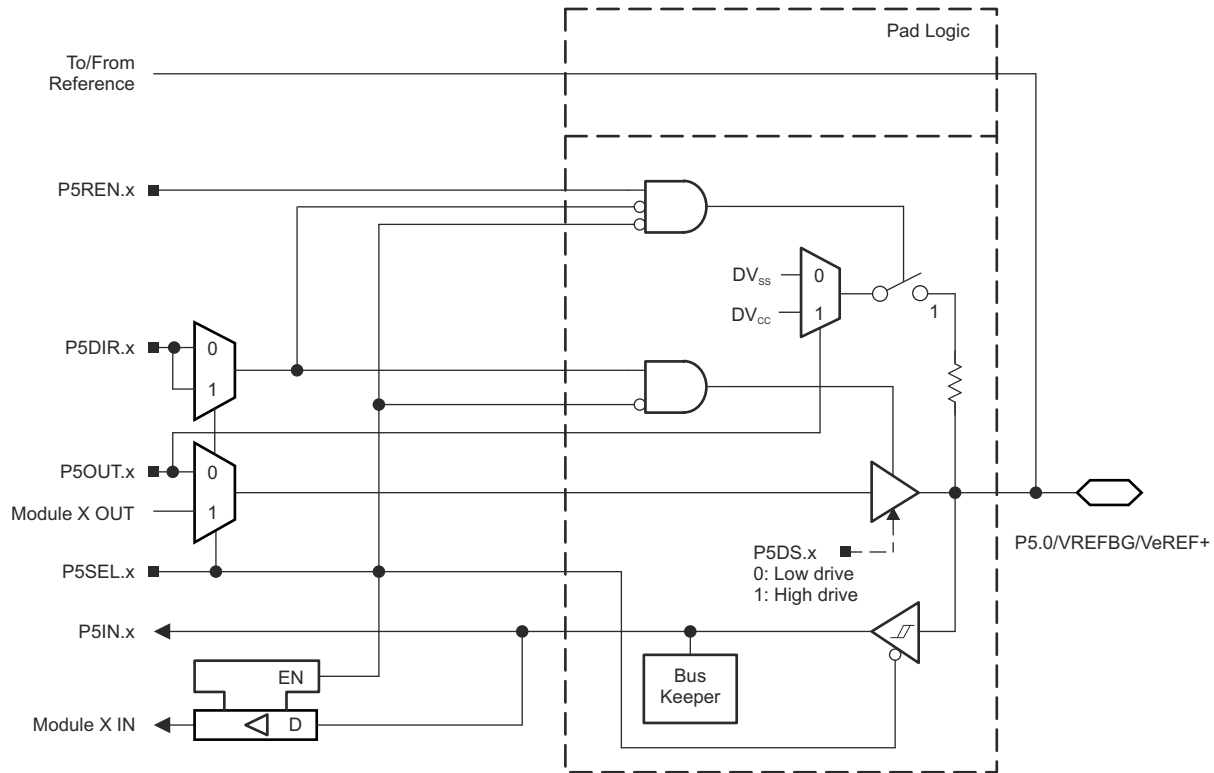 Pad Logic
To/From
Reference
P5REN.x
DVSS
0
DVCC
1
1
P5DIR.x
0
1
P5OUT.x
0
Module X OUT
1
P5DS.x
0: Low drive
1: High drive
P5.0/VREFBG/VeREF+
P5SEL.x
P5IN.x
Bus
Keeper
EN
D
Module X IN